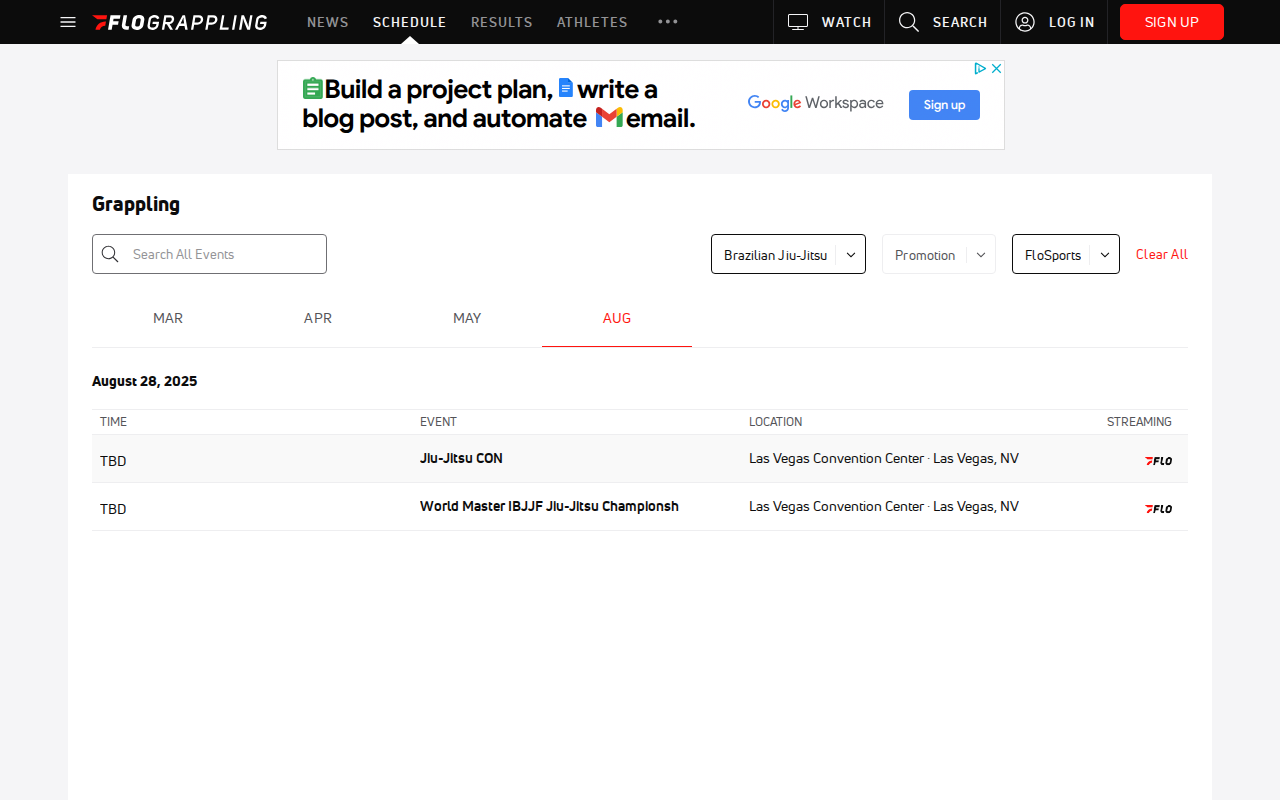 FLOGRAPPLING NEWS SCHEDULE RESULTS ATHLETES WATCH SEARCH LOG IN SIGN UP
Build a project plan, write a
blog post, and automate email.
Google Workspace
Sign up
Grappling
Search All Events
Brazilian Jiu-Jitsu
Promotion
FloSports
Clear All
MAR APR MAY AUG
August 28, 2025
TIME EVENT LOCATION STREAMING
TBD Jiu-Jitsu CON Las Vegas Convention Center · Las Vegas, NV FLO
TBD World Master IBJJF Jiu-Jitsu Championsh Las Vegas Convention Center · Las Vegas, NV FLO